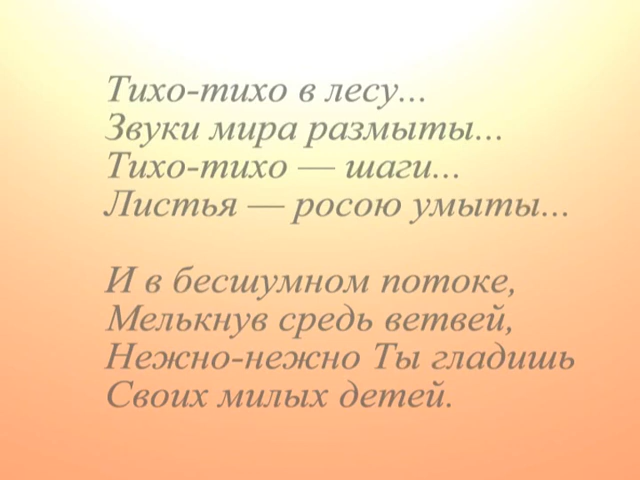 Тихо-тихо в лесу...
Звуки мира размыты...
Тихо-тихо — шаги...
Листья — росою умыты...
И в бесшумном потоке,
Мелькнув средь ветвей,
Нежно-нежно Ты гладишь
Своих милых детей.